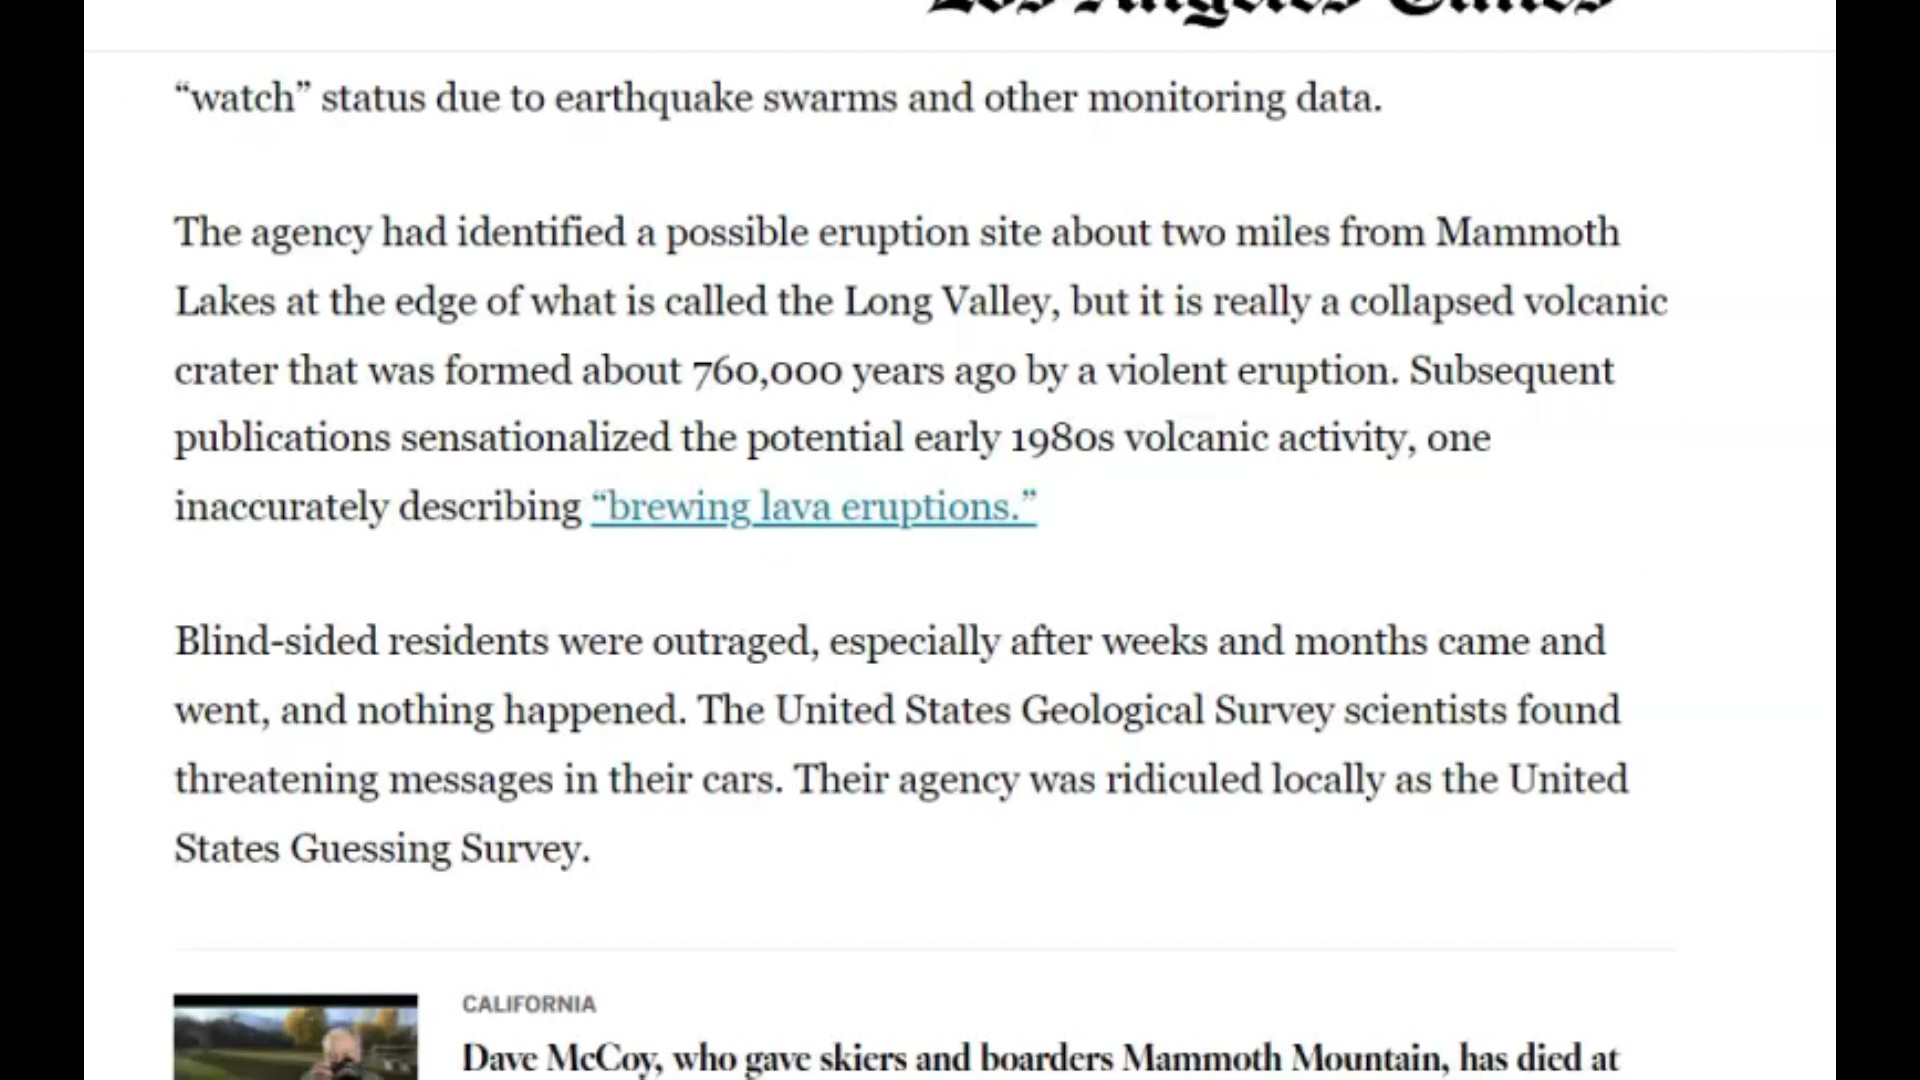 Los Angeles Times
“watch” status due to earthquake swarms and other monitoring data.
The agency had identified a possible eruption site about two miles from Mammoth
Lakes at the edge of what is called the Long Valley, but it is really a collapsed volcanic
crater that was formed about 760,000 years ago by a violent eruption. Subsequent
publications sensationalized the potential early 1980s volcanic activity, one
inaccurately describing “brewing lava eruptions.”
Blind-sided residents were outraged, especially after weeks and months came and
went, and nothing happened. The United States Geological Survey scientists found
threatening messages in their cars. Their agency was ridiculed locally as the United
States Guessing Survey.
CALIFORNIA
Dave McCoy, who gave skiers and boarders Mammoth Mountain, has died at